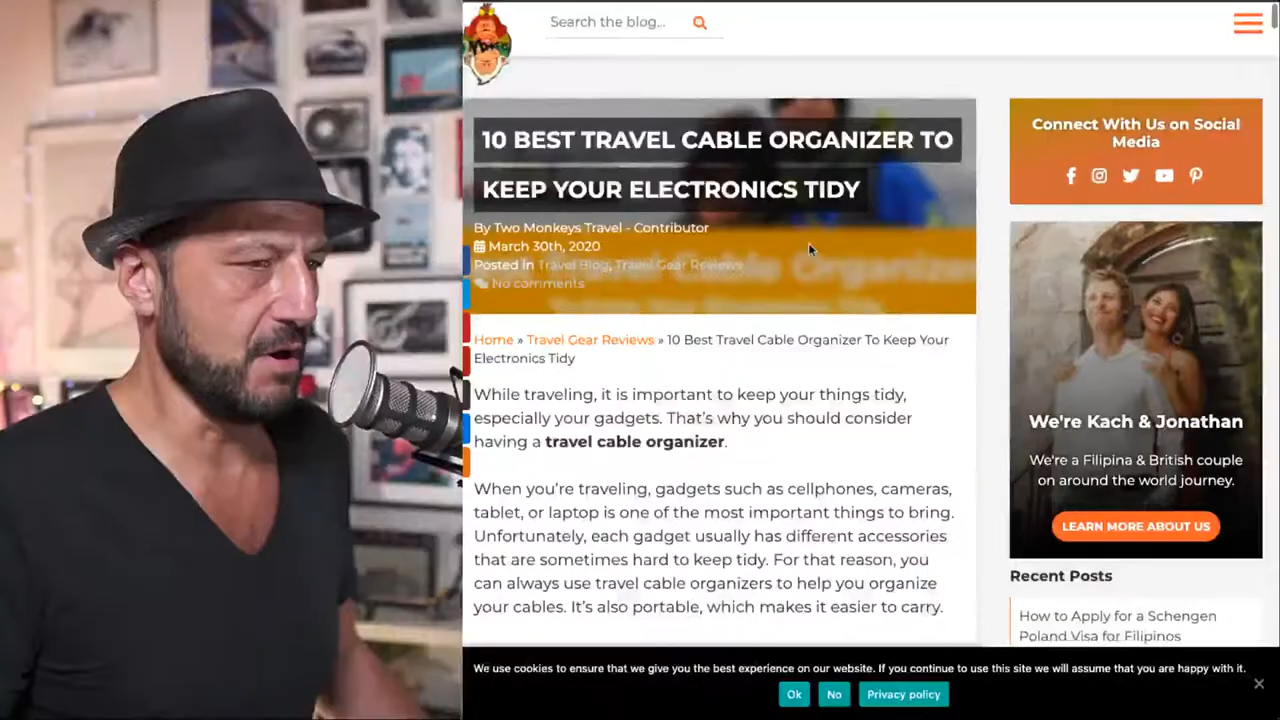 Search the blog...
10 BEST TRAVEL CABLE ORGANIZER TO
KEEP YOUR ELECTRONICS TIDY
By Two Monkeys Travel - Contributor
March 30th, 2020
Posted in Travel Blog, Travel Gear Reviews
No comments
Home » Travel Gear Reviews » 10 Best Travel Cable Organizer To Keep Your
Electronics Tidy
While traveling, it is important to keep your things tidy,
especially your gadgets. That's why you should consider
having a travel cable organizer.
When you're traveling, gadgets such as cellphones, cameras,
tablet, or laptop is one of the most important things to bring.
Unfortunately, each gadget usually has different accessories
that are sometimes hard to keep tidy. For that reason, you
can always use travel cable organizers to help you organize
your cables. It's also portable, which makes it easier to carry.
Connect With Us on Social
Media
We're Kach & Jonathan
We're a Filipina & British couple
on around the world journey.
LEARN MORE ABOUT US
Recent Posts
How to Apply for a Schengen
Poland Visa for Filipinos
We use cookies to ensure that we give you the best experience on our website. If you continue to use this site we will assume that you are happy with it.
Ok
No
Privacy policy